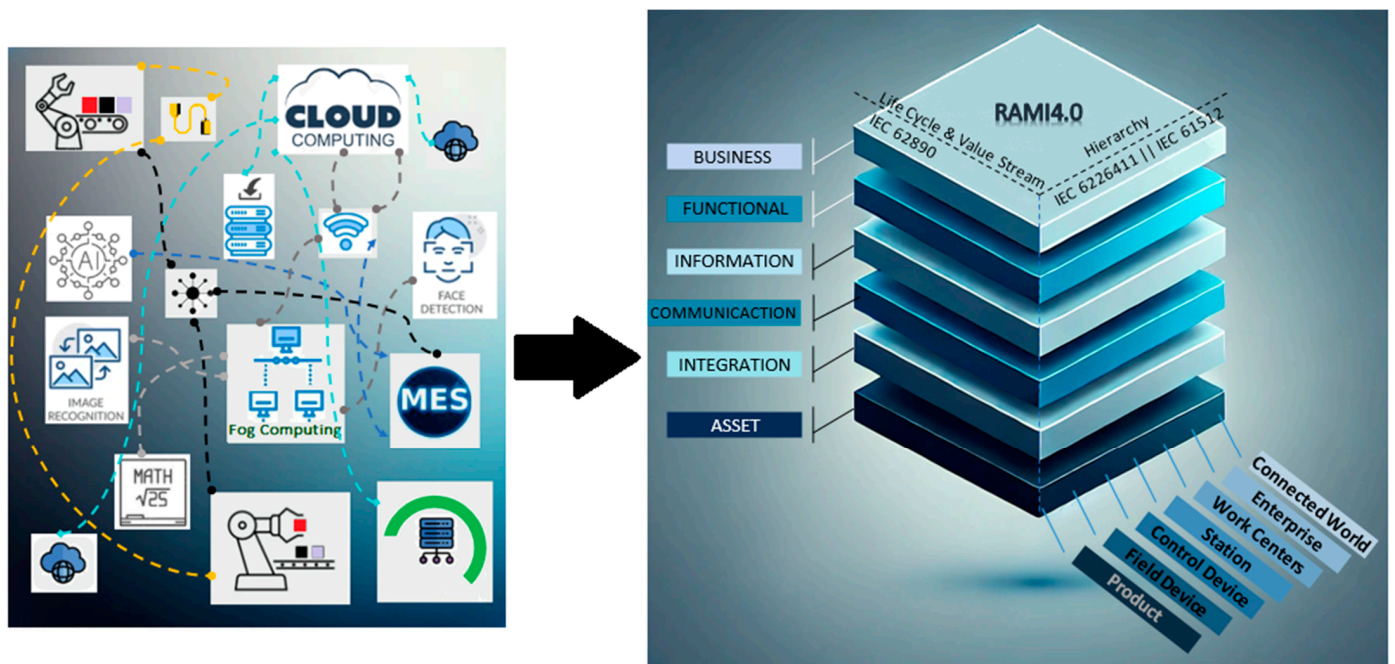 CLOUD
COMPUTING
AI
FACE
DETECTION
IMAGE
RECOGNITION
Fog Computing
MES
MATH
√25
RAMI4.0
Life Cycle & Value Stream
IEC 62890
Hierarchy
IEC 6226411 || IEC 61512
BUSINESS
FUNCTIONAL
INFORMATION
COMMUNICACTION
INTEGRATION
ASSET
Connected World
Enterprise
Work Centers
Station
Control Device
Field Device
Product